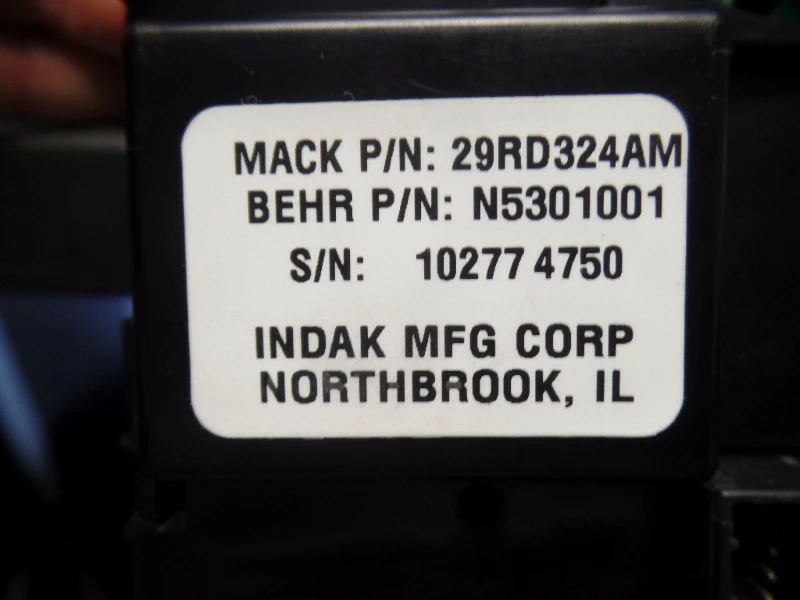 MACK P/N: 29RD324AM
BEHR P/N: N5301001
S/N: 10277 4750
INDAK MFG CORP
NORTHBROOK, IL